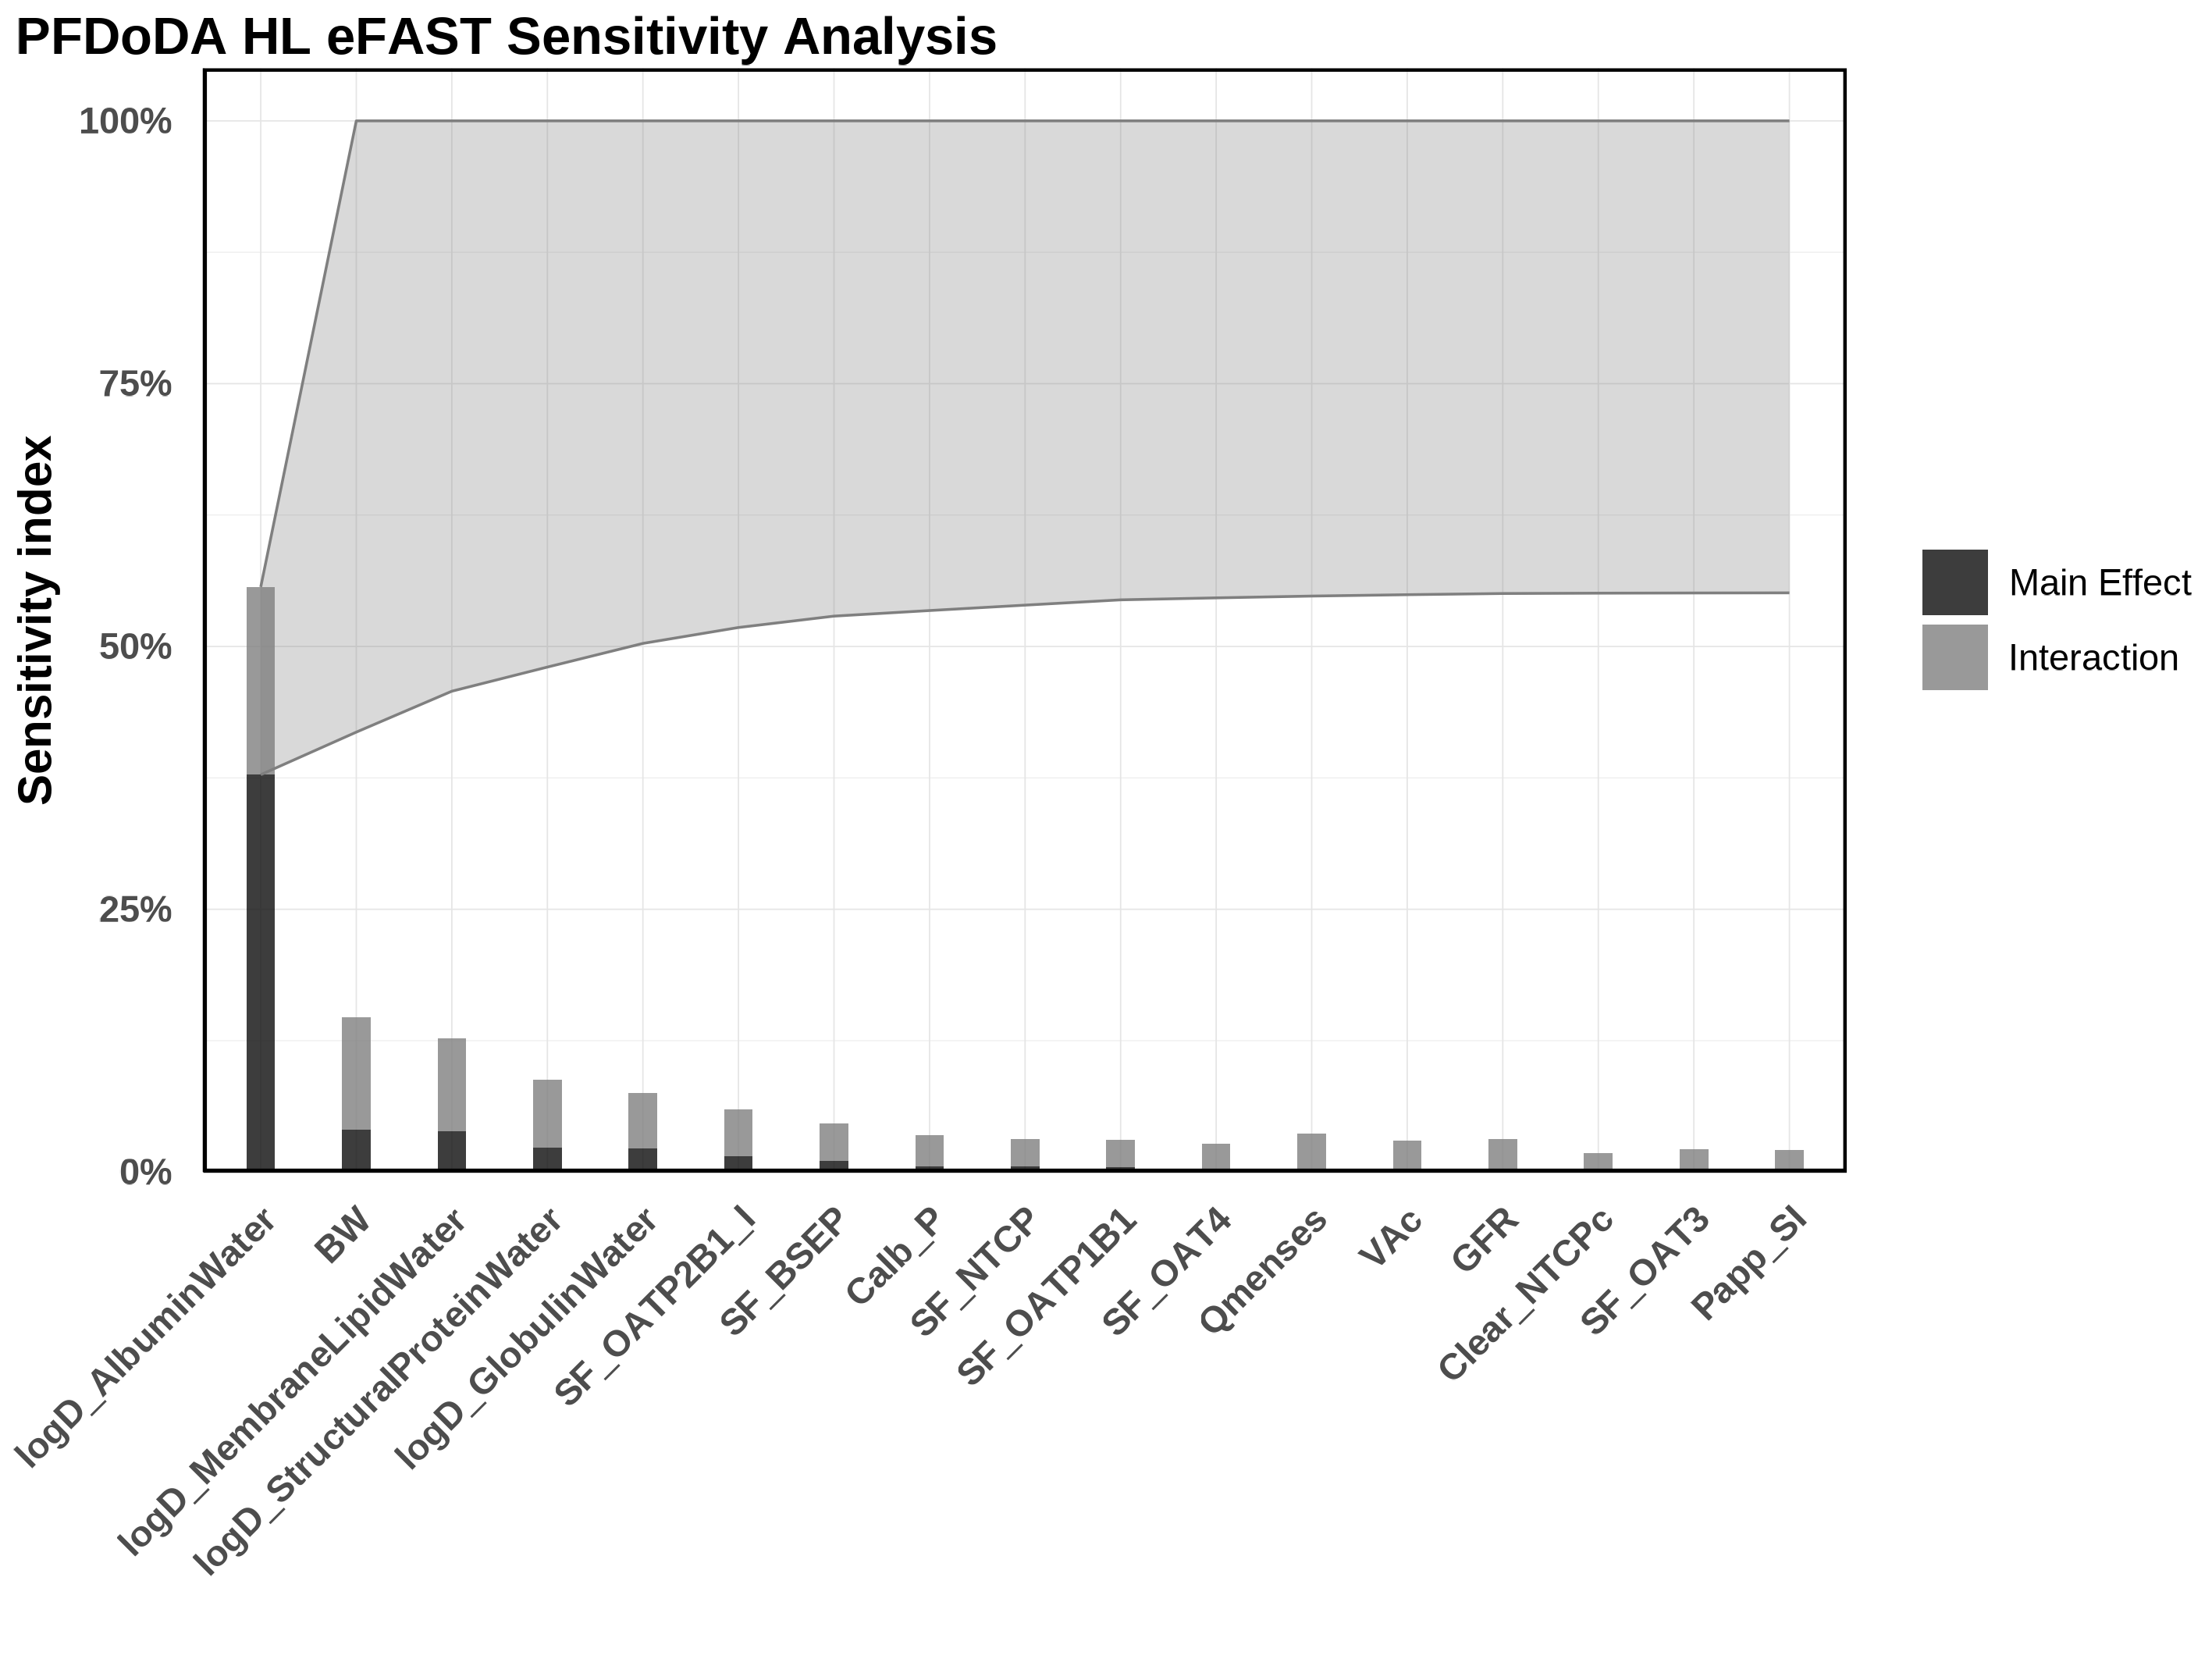 PFDoDA HL eFAST Sensitivity Analysis
Sensitivity index
100%
75%
50%
25%
0%
logD_AlbuminWater
BW
logD_MembraneLipidWater
logD_StructuralProteinWater
logD_GlobulinWater
SF_OATP2B1_I
SF_BSEP
Calb_P
SF_NTCP
SF_OATP1B1
SF_OAT4
Qmenses
VAc
GFR
Clear_NTCPc
SF_OAT3
Papp_SI
Main Effect
Interaction